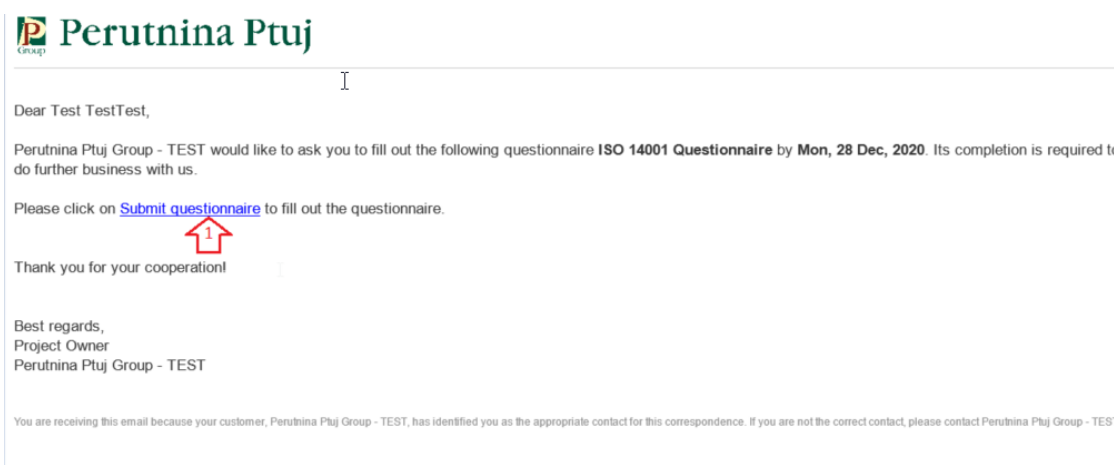 P Perutnina Ptuj
Group
Dear Test TestTest,
Perutnina Ptuj Group - TEST would like to ask you to fill out the following questionnaire ISO 14001 Questionnaire by Mon, 28 Dec, 2020. Its completion is required to
do further business with us.
Please click on Submit questionnaire to fill out the questionnaire.
1
Thank you for your cooperation!
Best regards,
Project Owner
Perutnina Ptuj Group - TEST
You are receiving this email because your customer, Perutnina Ptuj Group - TEST, has identified you as the appropriate contact for this correspondence. If you are not the correct contact, please contact Perutnina Ptuj Group - TEST